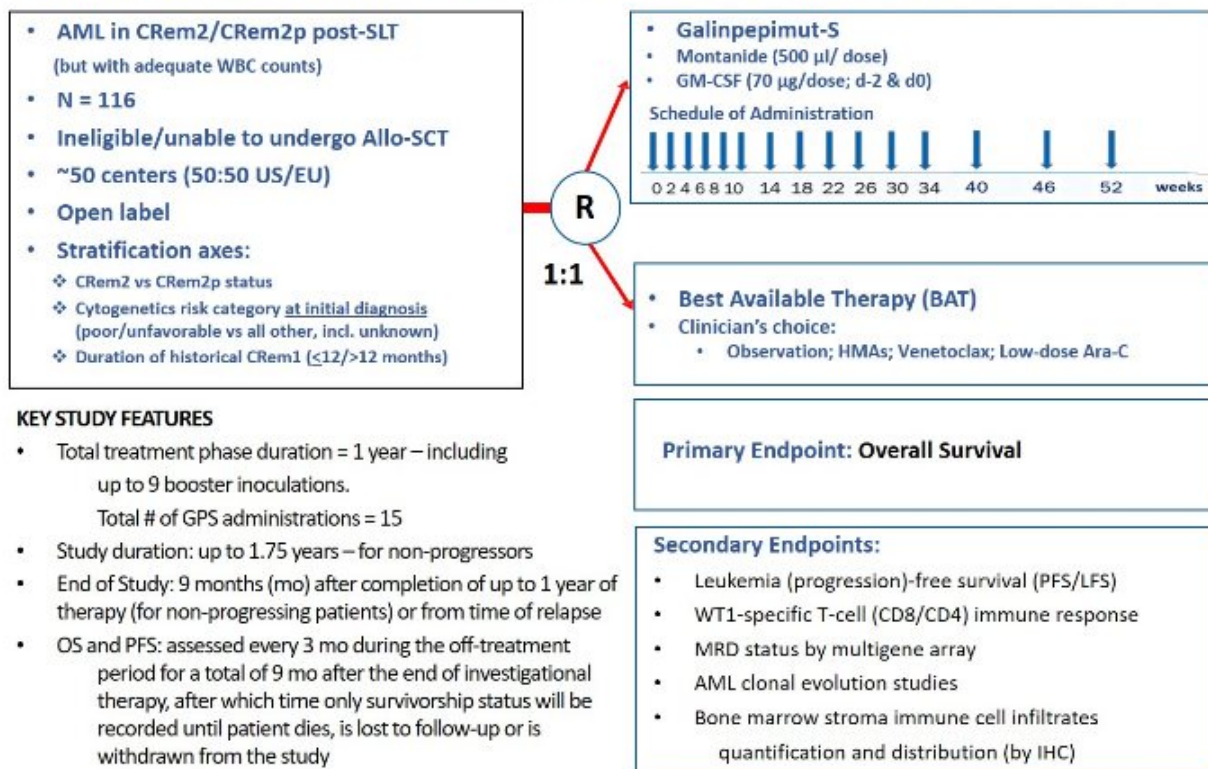 • AML in CRem2/CRem2p post-SLT
(but with adequate WBC counts)
• N = 116
• Ineligible/unable to undergo Allo-SCT
• ~50 centers (50:50 US/EU)
• Open label
• Stratification axes:
❖ CRem2 vs CRem2p status
❖ Cytogenetics risk category at initial diagnosis
(poor/unfavorable vs all other, incl. unknown)
❖ Duration of historical CRem1 (≤12/>12 months)
R
1:1
• Galinpepimut-S
• Montanide (500 µl/ dose)
• GM-CSF (70 µg/dose; d-2 & d0)
Schedule of Administration
0 2 4 6 8 10 14 18 22 26 30 34 40 46 52 weeks
• Best Available Therapy (BAT)
• Clinician's choice:
• Observation; HMAs; Venetoclax; Low-dose Ara-C
KEY STUDY FEATURES
• Total treatment phase duration = 1 year – including
up to 9 booster inoculations.
Total # of GPS administrations = 15
• Study duration: up to 1.75 years – for non-progressors
• End of Study: 9 months (mo) after completion of up to 1 year of
therapy (for non-progressing patients) or from time of relapse
• OS and PFS: assessed every 3 mo during the off-treatment
period for a total of 9 mo after the end of investigational
therapy, after which time only survivorship status will be
recorded until patient dies, is lost to follow-up or is
withdrawn from the study
Primary Endpoint: Overall Survival
Secondary Endpoints:
• Leukemia (progression)-free survival (PFS/LFS)
• WT1-specific T-cell (CD8/CD4) immune response
• MRD status by multigene array
• AML clonal evolution studies
• Bone marrow stroma immune cell infiltrates
quantification and distribution (by IHC)